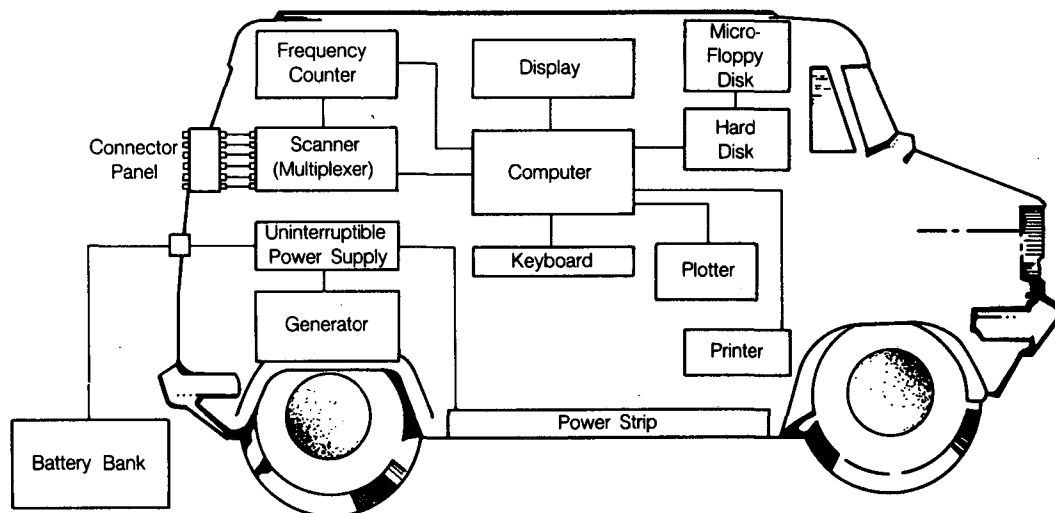 Frequency
Counter
Display
Micro-
Floppy
Disk
Connector
Panel
Scanner
(Multiplexer)
Computer
Hard
Disk
Uninterruptible
Power Supply
Keyboard
Plotter
Generator
Printer
Power Strip
Battery Bank